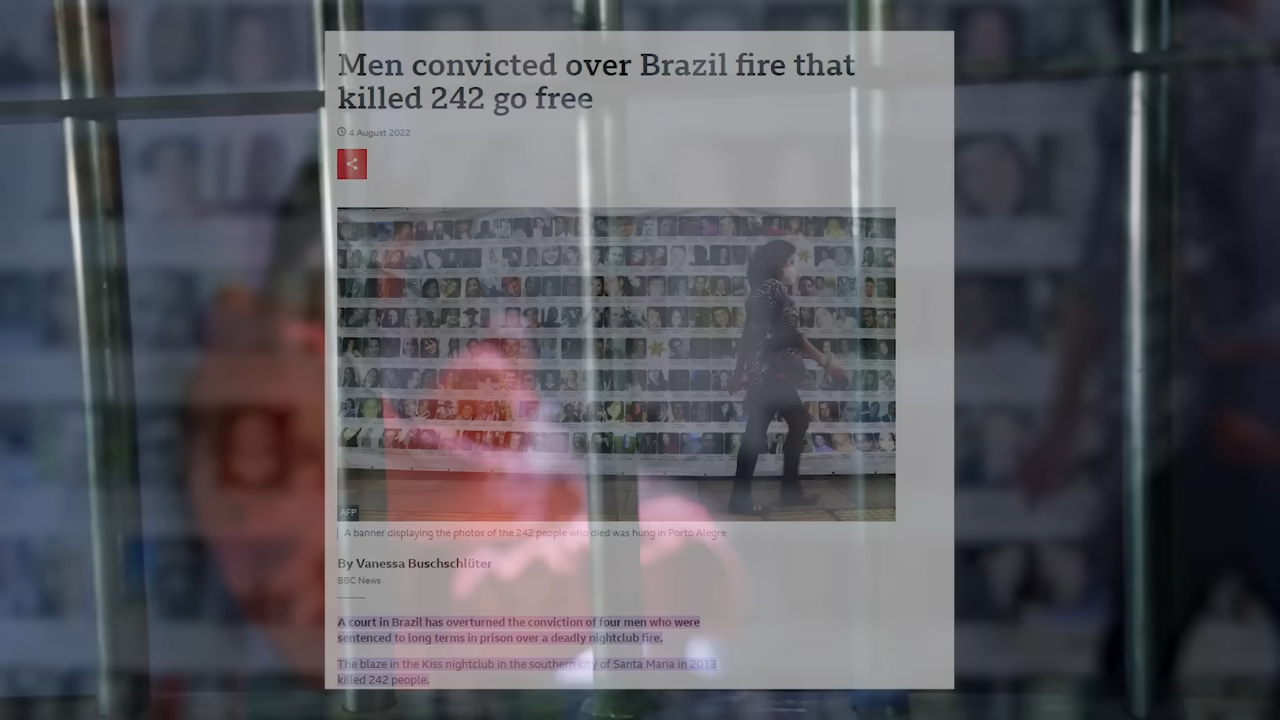 Men convicted over Brazil fire that
killed 242 go free
4 August 2022
AFP
A banner displaying the photos of the 242 people who died was hung in Porto Alegre
By Vanessa Buschschlüter
BBC News
A court in Brazil has overturned the conviction of four men who were
sentenced to long terms in prison over a deadly nightclub fire.
The blaze in the Kiss nightclub in the southern city of Santa Maria in 2013
killed 242 people.